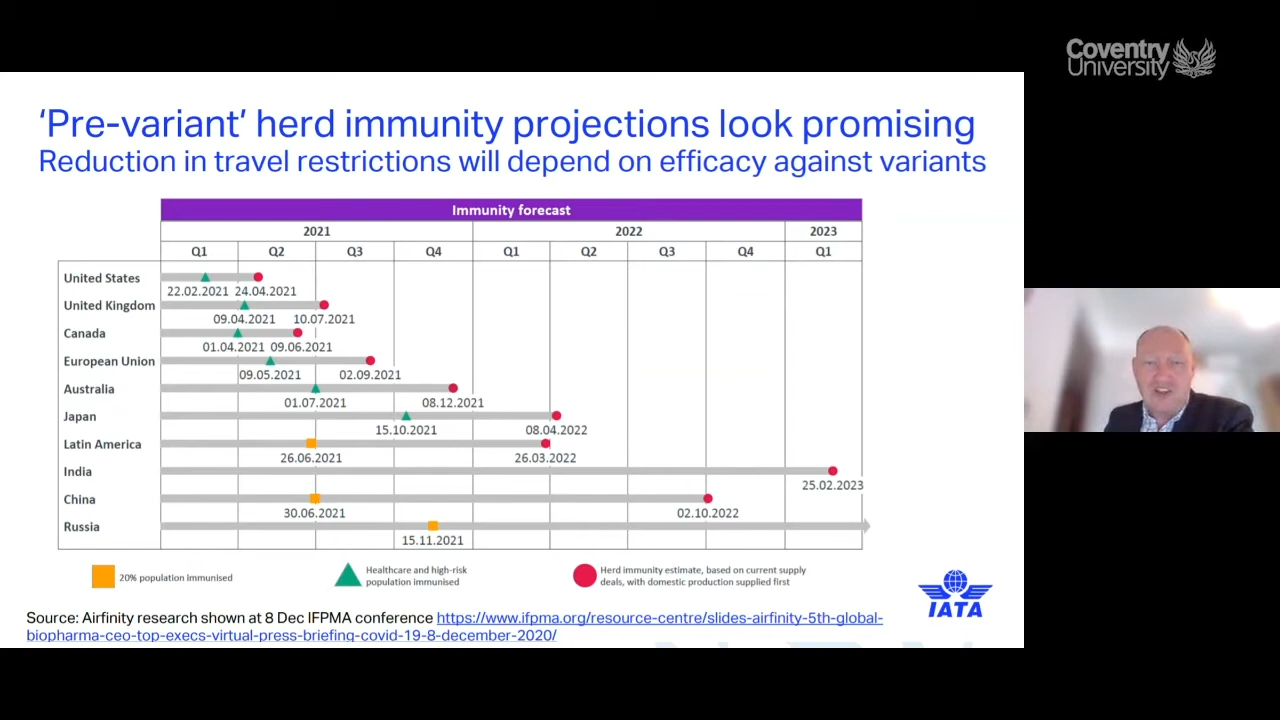 Coventry
University
‘Pre-variant’ herd immunity projections look promising
Reduction in travel restrictions will depend on efficacy against variants
Immunity forecast
2021 2022 2023
Q1 Q2 Q3 Q4 Q1 Q2 Q3 Q4 Q1
United States
22.02.2021 24.04.2021
United Kingdom
09.04.2021 10.07.2021
Canada
01.04.2021 09.06.2021
European Union
09.05.2021 02.09.2021
Australia
01.07.2021 08.12.2021
Japan
15.10.2021 08.04.2022
Latin America
26.06.2021 26.03.2022
India
25.02.2023
China
30.06.2021 02.10.2022
Russia
15.11.2021
20% population immunised
Healthcare and high-risk
population immunised
Herd immunity estimate, based on current supply
deals, with domestic production supplied first
IATA
Source: Airfinity research shown at 8 Dec IFPMA conference https://www.ifpma.org/resource-centre/slides-airfinity-5th-global-
biopharma-ceo-top-execs-virtual-press-briefing-covid-19-8-december-2020/